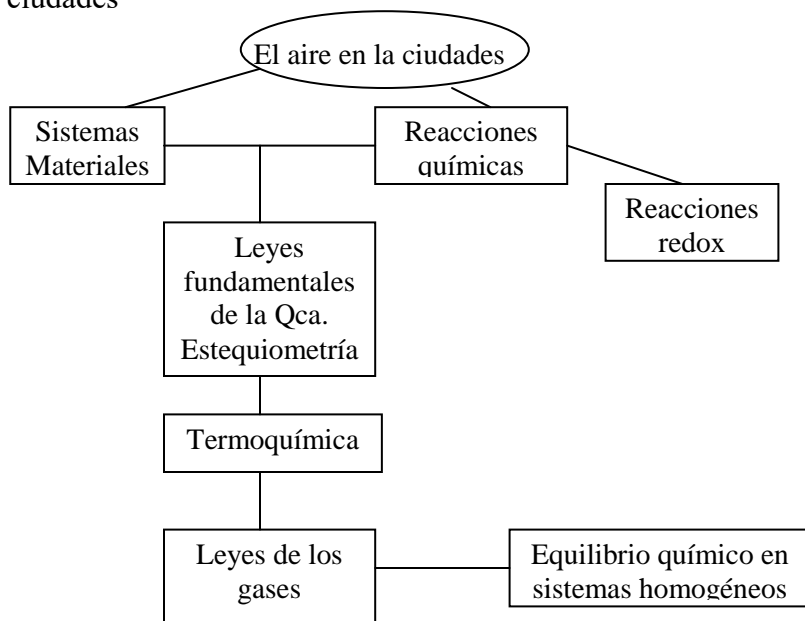 ciudades
El aire en la ciudades
Sistemas
Materiales
Reacciones
químicas
Reacciones
redox
Leyes
fundamentales
de la Qca.
Estequiometría
Termoquímica
Leyes de los
gases
Equilibrio químico en
sistemas homogéneos